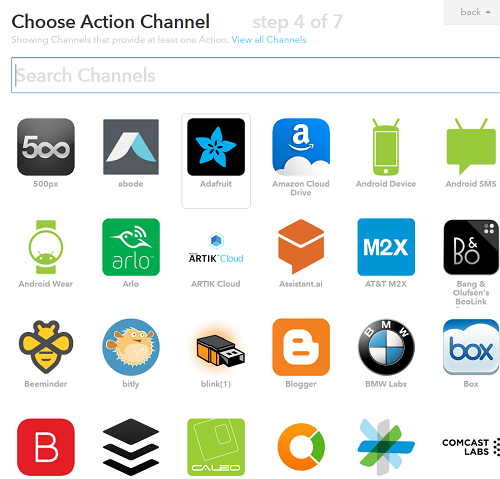 Choose Action Channel step 4 of 7
back
Showing Channels that provide at least one Action. View all Channels
Search Channels
500
a
M2X
B&O
arlo
ARTIK Cloud
500px
abode
Adafruit
Amazon Cloud
Drive
Android Device
Android SMS
Android Wear
Arlo
ARTIK Cloud
Assistant.ai
AT&T M2X
Bang &
Olufsen's
BeoLink
BMW
box
Beeminder
bitly
blink(1)
Blogger
BMW Labs
Box
B
CALEO
COMCAST
LABS